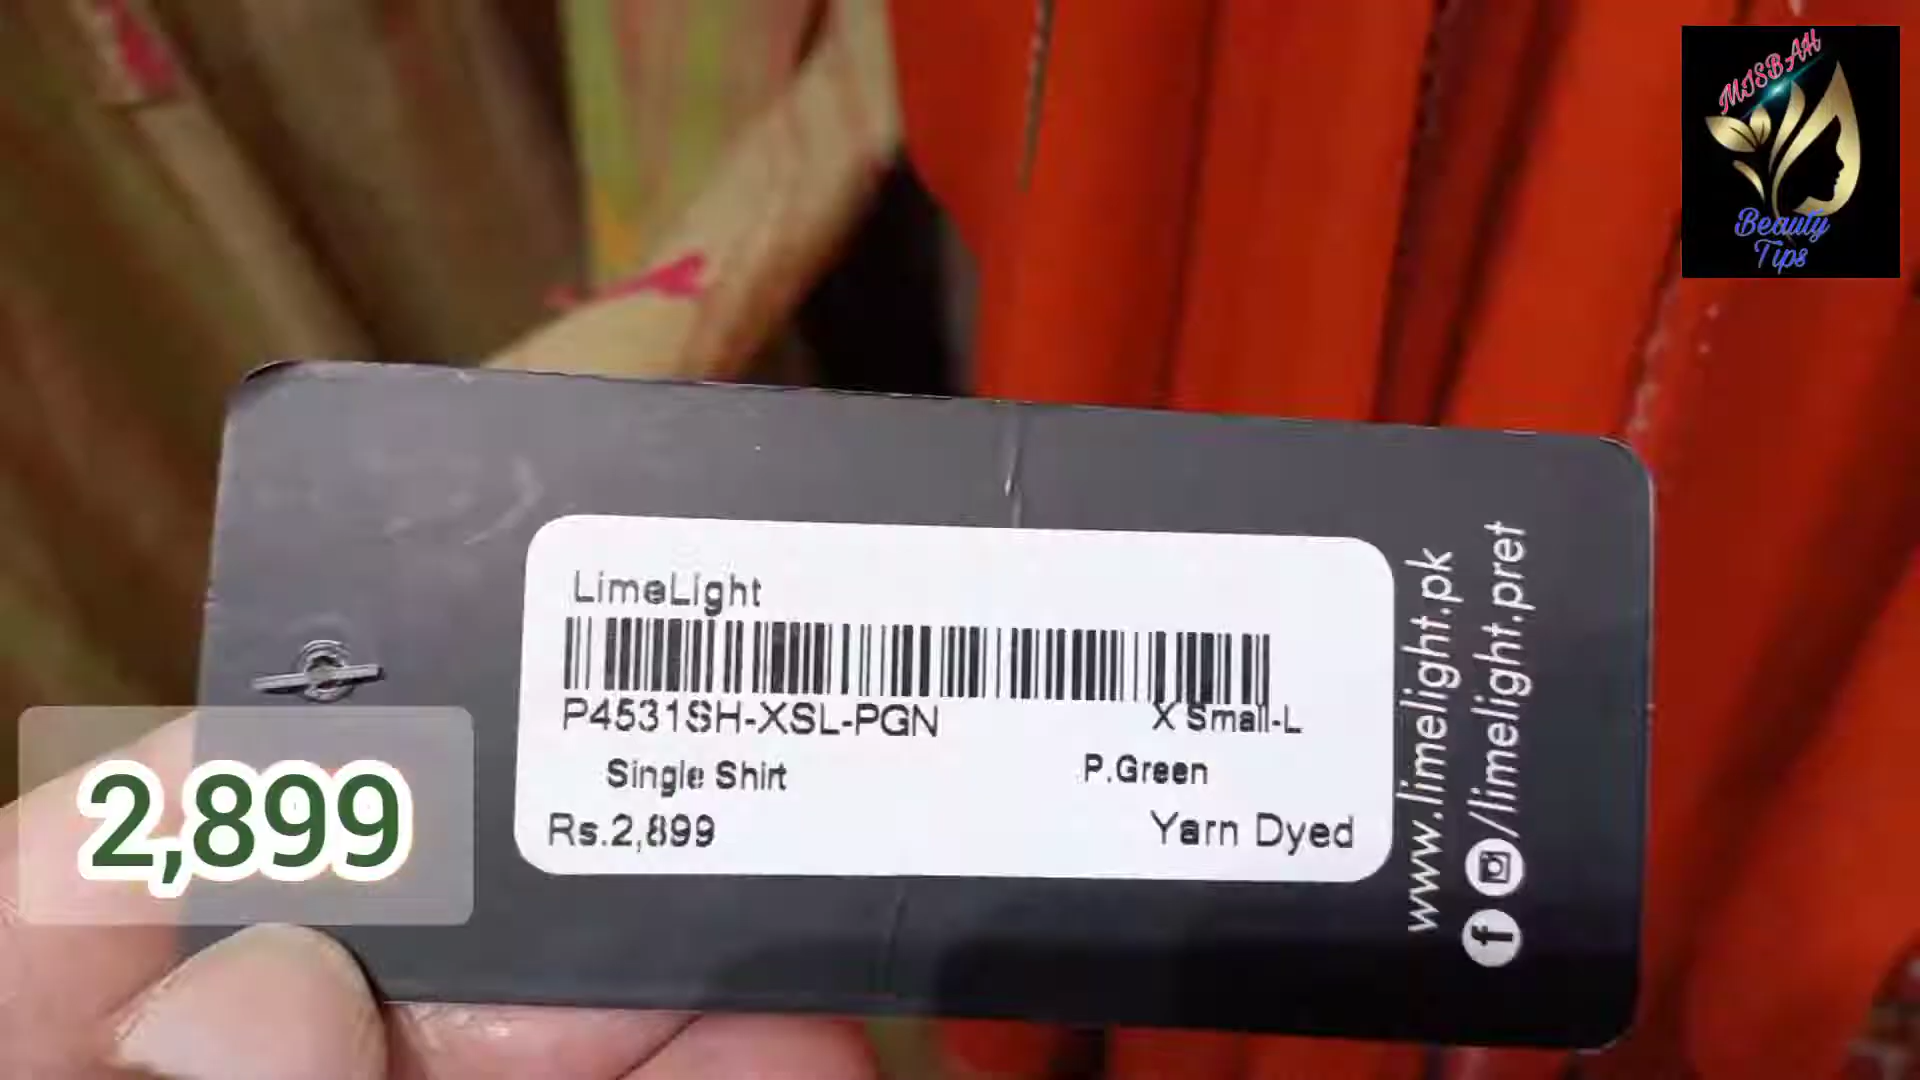 MISBAH
Beauty
Tips
LimeLight
P4531SH-XSL-PGN X Small-L
Single Shirt P.Green
Rs.2,899 Yarn Dyed
www.limelight.pk
/limelight.pret
2,899